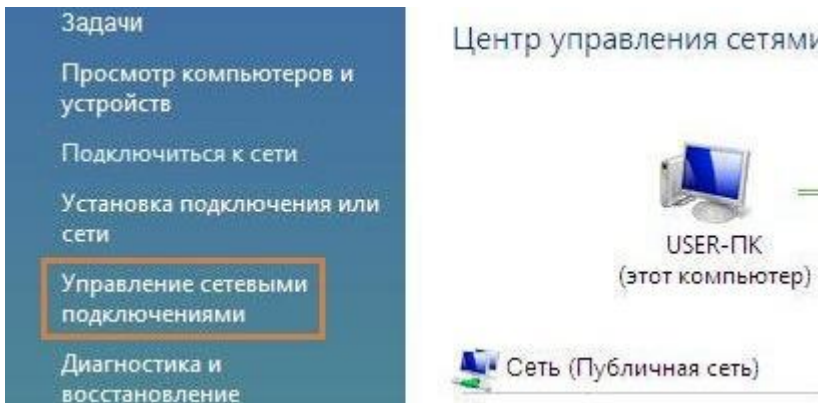 Задачи
Просмотр компьютеров и
устройств
Подключиться к сети
Установка подключения или
сети
Управление сетевыми
подключениями
Диагностика и
восстановление
Центр управления сетями
USER-ПК
(этот компьютер)
Сеть (Публичная сеть)